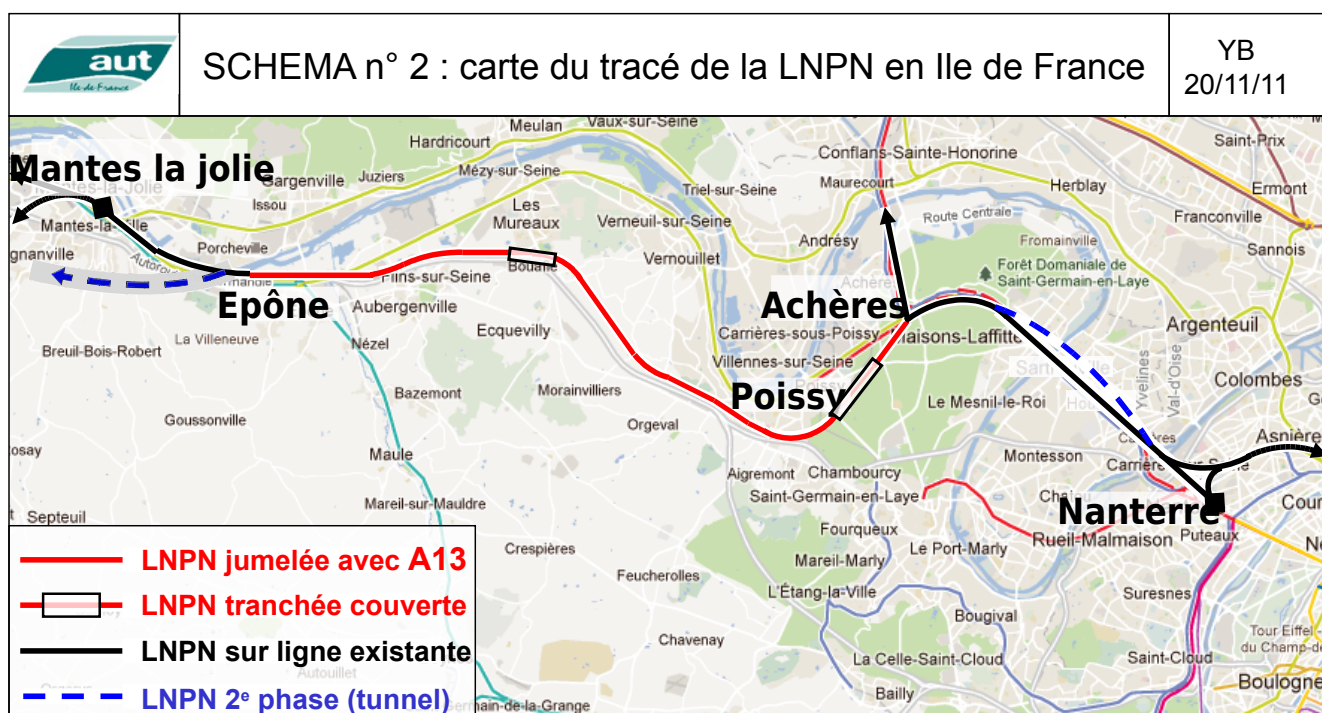 aut
Ile de France
SCHEMA n° 2 : carte du tracé de la LNPN en Ile de France
YB
20/11/11
Meulan
Vaux-sur-Seine
Hardricourt
Saint-Prix
Conflans-Sainte-Honorine
Mantes la jolie
Mantes-la-Jolie
Gargenville
Juziers
Mézy-sur-Seine
Triel-sur-Seine
Maurecourt
Herblay
Ermont
Issou
Les
Mureaux
Verneuil-sur-Seine
Route Centrale
Franconville
Mantes-la-Ville
Porcheville
Andrésy
Fromainville
Sannois
Vernouillet
Forêt Domaniale de
Saint-Germain-en-Laye
Flins-sur-Seine
Epône
Aubergenville
Achères
Argenteuil
La Villeneuve
Ecquevilly
Carrières-sous-Poissy
Maisons-Laffitte
Breuil-Bois-Robert
Nézel
Villennes-sur-Seine
Yvelines
Val-d'Oise
Colombes
Bazemont
Morainvilliers
Poissy
Poissy
Le Mesnil-le-Roi
Goussonville
Orgeval
Maule
Montesson
Aigremont
Chambourcy
Mareil-sur-Mauldre
Saint-Germain-en-Laye
Nanterre
Septeuil
Fourqueux
Le Port-Marly
Rueil-Malmaison
Puteaux
Crespières
Mareil-Marly
Feucherolles
L'Étang-la-Ville
Suresnes
Bougival
Chavenay
La Celle-Saint-Cloud
Saint-Cloud
Tour Eiffel
Boulogne
Bailly
LNPN jumelée avec A13
LNPN tranchée couverte
LNPN sur ligne existante
Autouillet
LNPN 2e phase (tunnel)